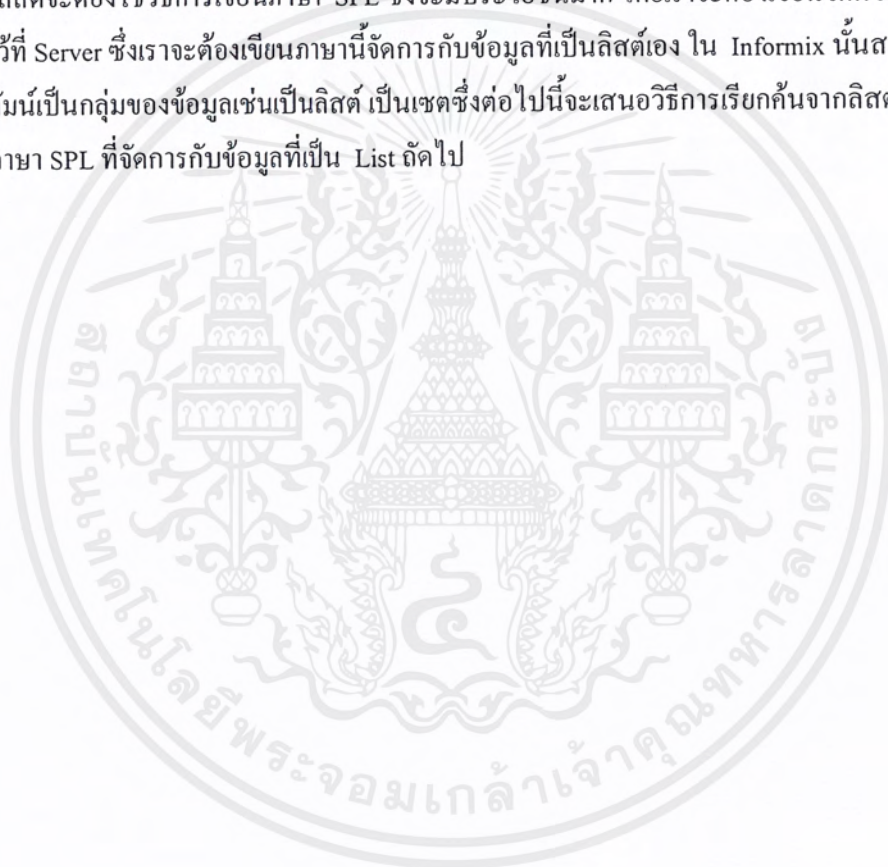 ว้ที่ Server ซึ่งเราจะต้องเขียนภาษานี้จัดการกับข้อมูลที่เป็นลิสต์เอง ใน Informix นั้นส
ัมน์เป็นกลุ่มของข้อมูลเช่นเป็นลิสต์ เป็นเซตซึ่งต่อไปนี้จะเสนอวิธีการเรียกค้นจากลิสต
าษา SPL ที่จัดการกับข้อมูลที่เป็น List ถัดไป
สถาบันเทคโนโลยีพระจอมเกล้าเจ้าคุณทหารลาดกระบัง